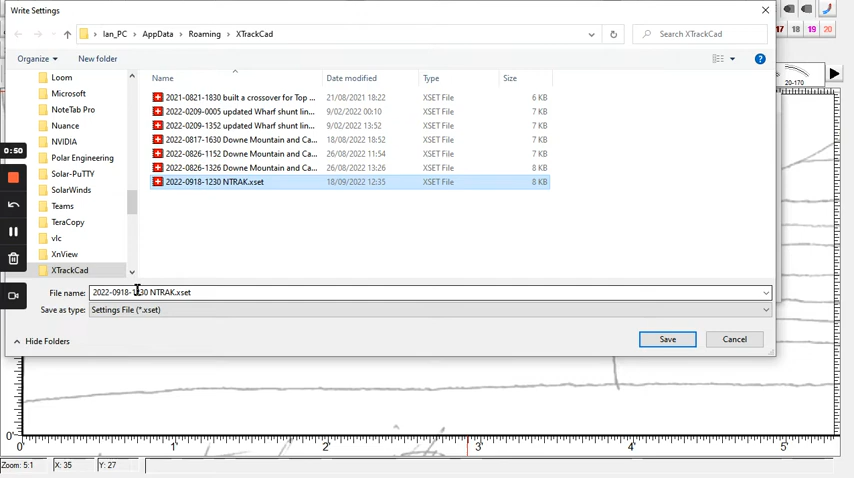 Write Settings
Ian_PC › AppData › Roaming › XTrackCad
Search XTrackCad
Organize
New folder
17 18 19 20
20-170
Name
Date modified
Type
Size
Loom
Microsoft
NoteTab Pro
Nuance
NVIDIA
Polar Engineering
Solar-PuTTY
SolarWinds
Teams
TeraCopy
vlc
XnView
XTrackCad
2021-0821-1830 built a crossover for Top ... 21/08/2021 18:22 XSET File 6 KB
2022-0209-0005 updated Wharf shunt lin... 9/02/2022 00:10 XSET File 7 KB
2022-0209-1352 updated Wharf shunt lin... 9/02/2022 13:52 XSET File 7 KB
2022-0817-1630 Downe Mountain and Ca... 18/08/2022 18:52 XSET File 7 KB
2022-0826-1152 Downe Mountain and Ca... 26/08/2022 11:54 XSET File 7 KB
2022-0826-1326 Downe Mountain and Ca... 26/08/2022 13:26 XSET File 8 KB
2022-0918-1230 NTRAK.xset 18/09/2022 12:35 XSET File 8 KB
0:50
File name: 2022-0918-1230 NTRAK.xset
Save as type: Settings File (*.xset)
Hide Folders
Save
Cancel
0'
0' 1' 2' 3' 4' 5'
Zoom: 5:1 X: 35 Y: 27